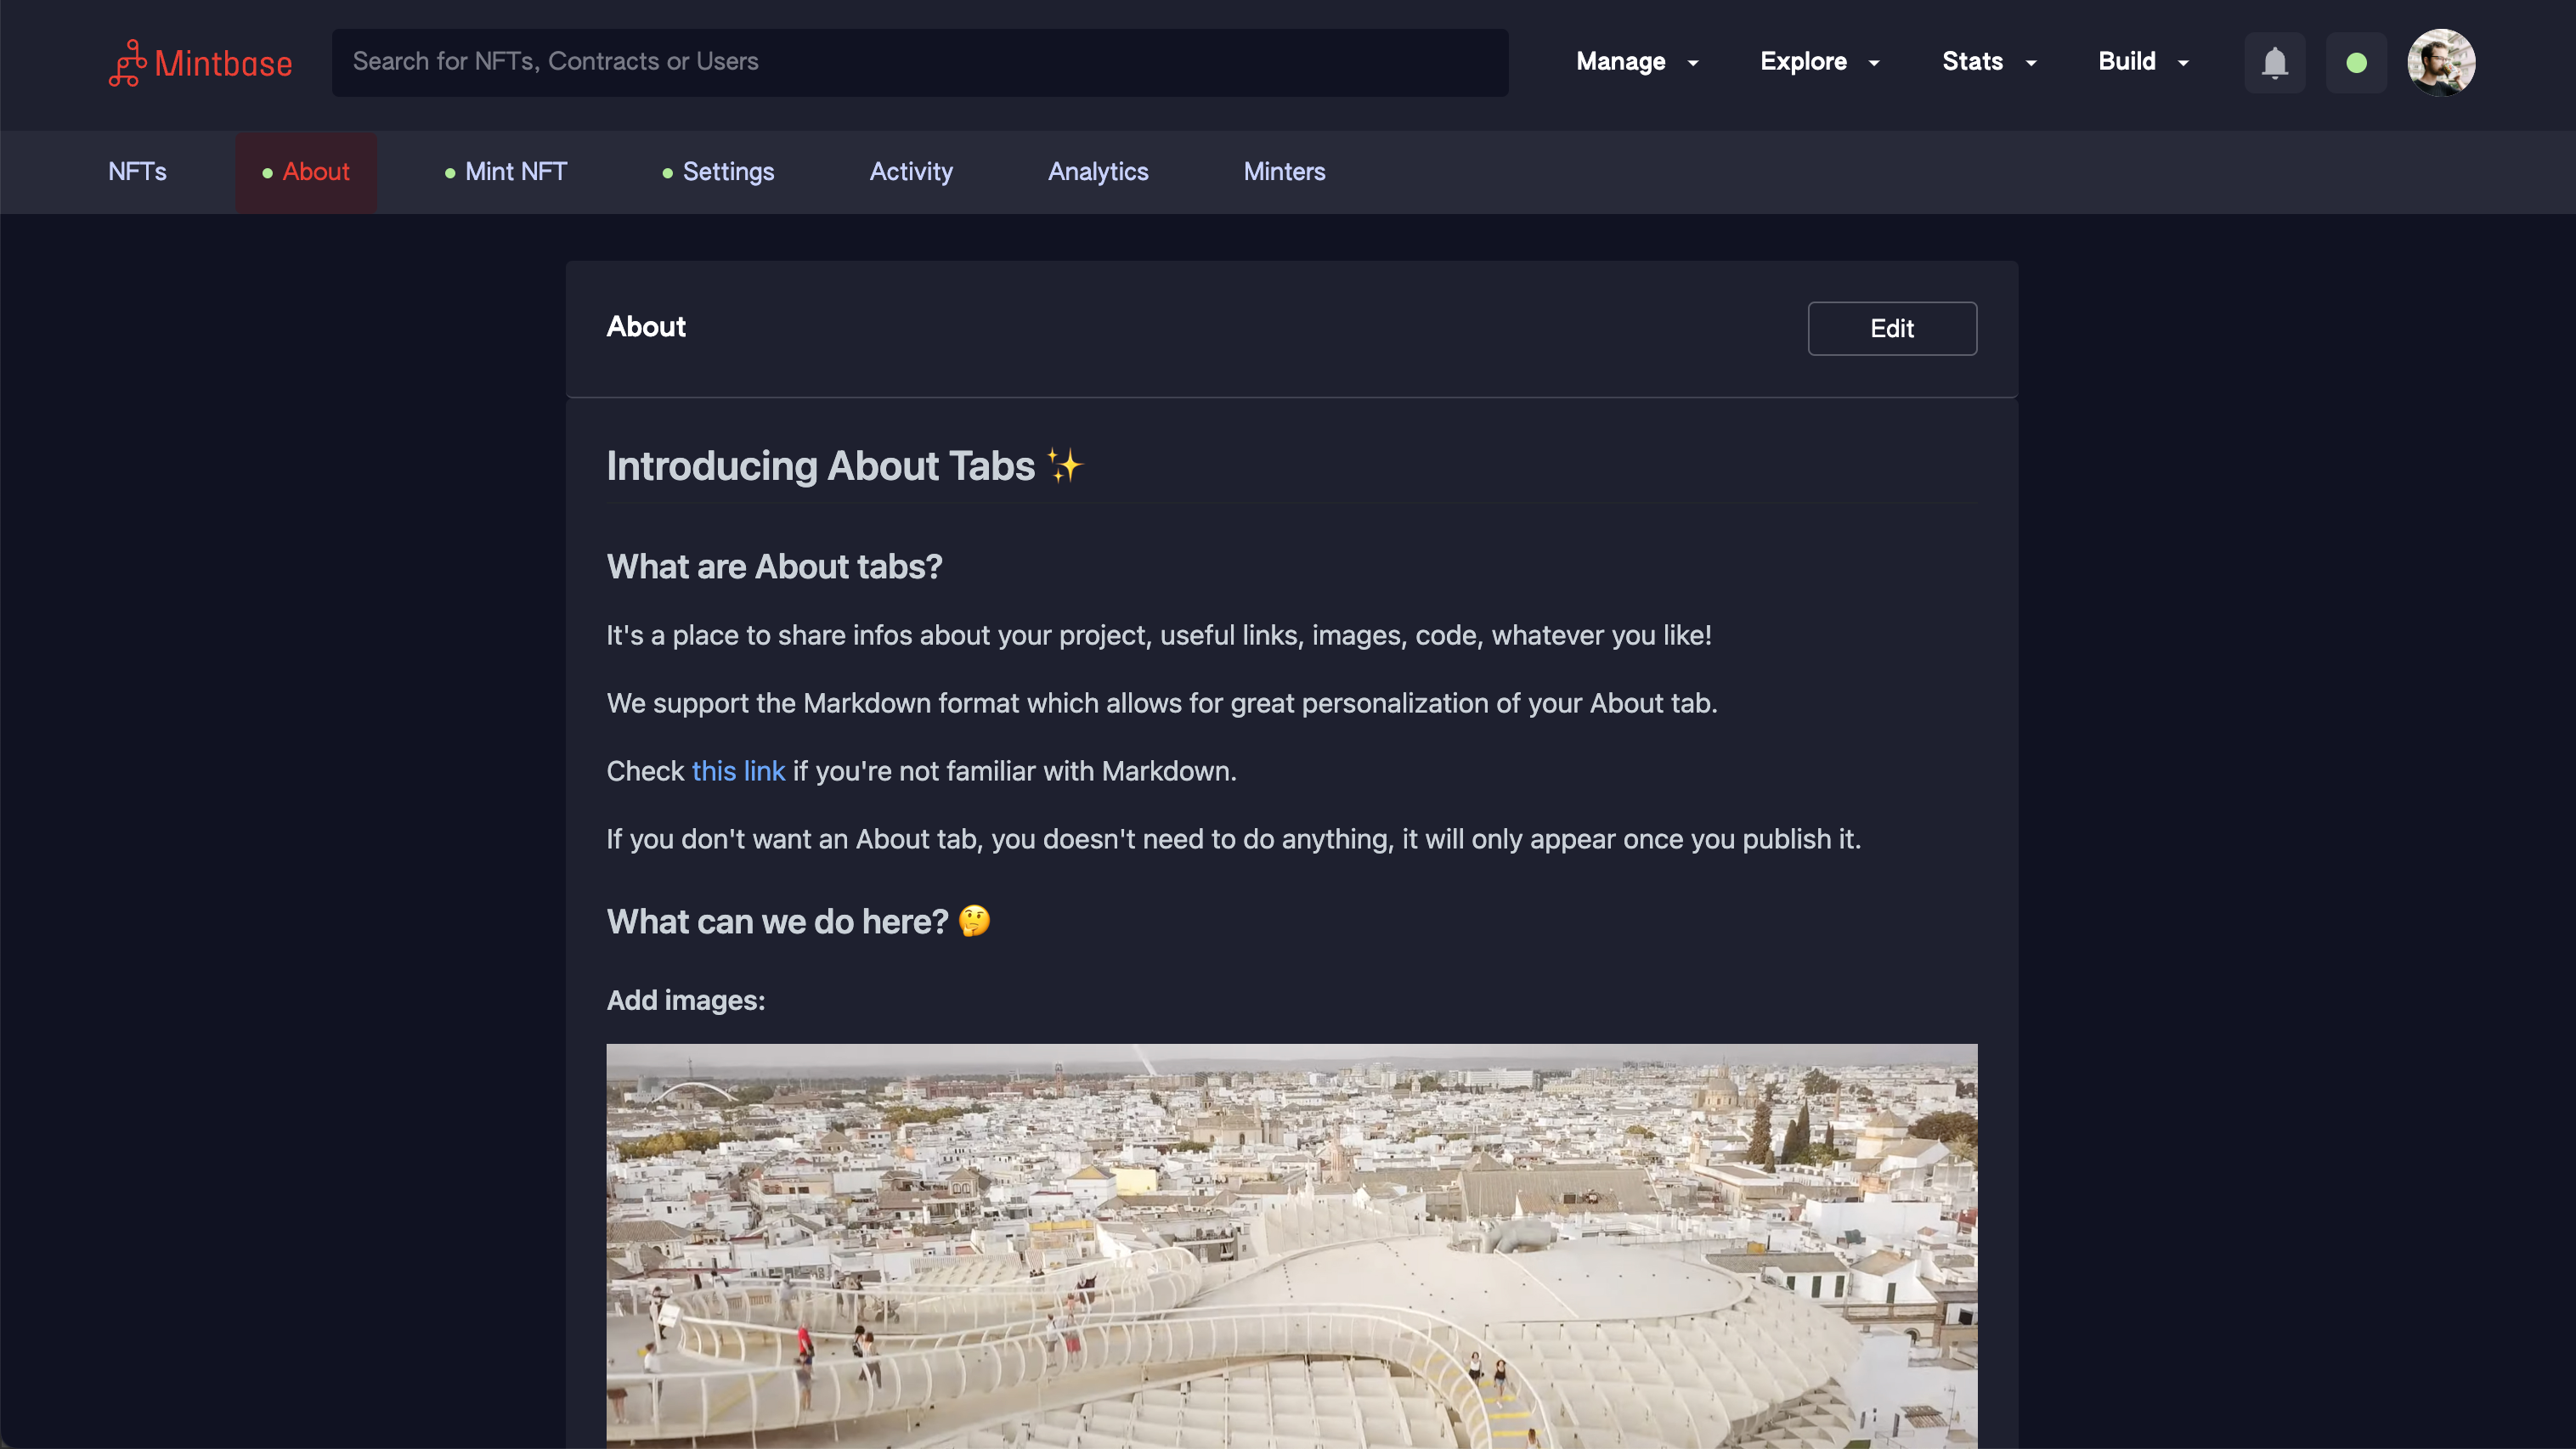 Mintbase
Search for NFTs, Contracts or Users
Manage
Explore
Stats
Build
NFTs
About
Mint NFT
Settings
Activity
Analytics
Minters
About
Edit
Introducing About Tabs ✨
What are About tabs?
It's a place to share infos about your project, useful links, images, code, whatever you like!
We support the Markdown format which allows for great personalization of your About tab.
Check this link if you're not familiar with Markdown.
If you don't want an About tab, you doesn't need to do anything, it will only appear once you publish it.
What can we do here? 🤔
Add images: